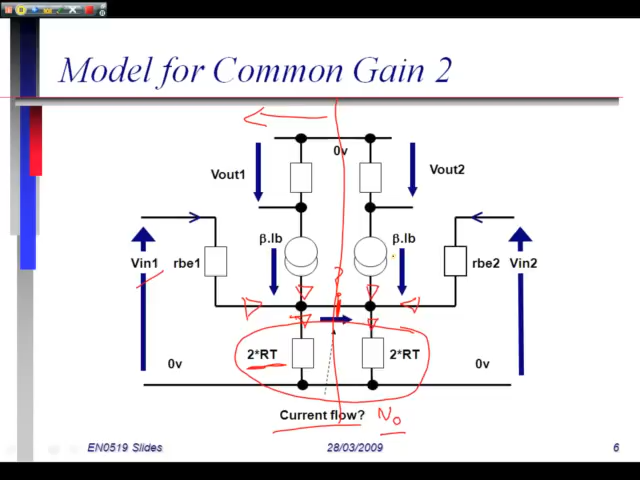 Model for Common Gain 2
0v
Vout1
Vout2
β.Ib
β.Ib
Vin1
rbe1
rbe2
Vin2
?
i
2*RT
2*RT
0v
0v
Current flow?
No
EN0519 Slides
28/03/2009
6